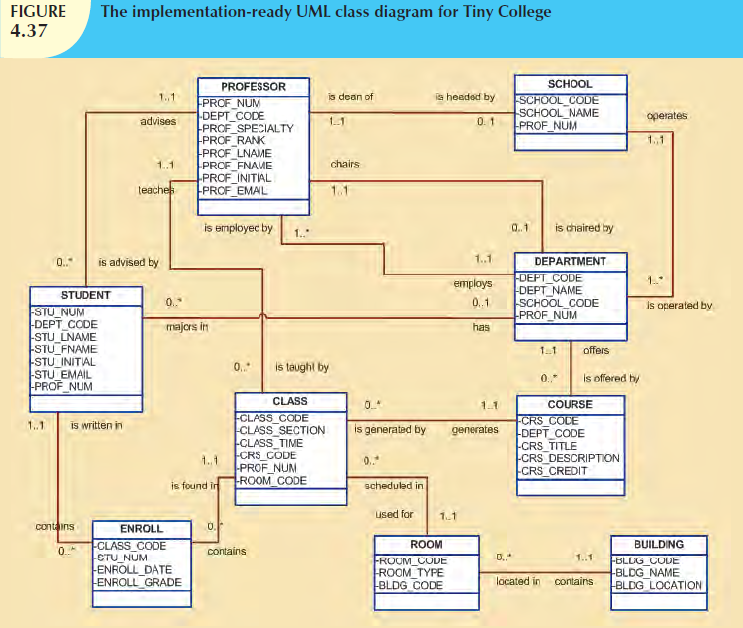 FIGURE
4.37
The implementation-ready UML class diagram for Tiny College
PROFESSOR
-PROF_NUM
-DEPT_CODE
-PROF_SPECIALTY
-PROF_RANK
-PROF_LNAME
-PROF_FNAME
-PROF_INITIAL
-PROF_EMAIL
1..1
advises
1..1
teaches
is dean of
1..1
is headed by
0..1
SCHOOL
-SCHOOL_CODE
-SCHOOL_NAME
-PROF_NUM
operates
1..1
chairs
1..1
is employed by
1..*
0..1
is chaired by
0..*
is advised by
1..1
employs
DEPARTMENT
-DEPT_CODE
-DEPT_NAME
-SCHOOL_CODE
-PROF_NUM
1..*
is operated by
STUDENT
-STU_NUM
-DEPT_CODE
-STU_LNAME
-STU_FNAME
-STU_INITIAL
-STU_EMAIL
-PROF_NUM
0..*
majors in
0..1
has
1..1
offers
0..*
is taught by
0..*
is offered by
CLASS
-CLASS_CODE
-CLASS_SECTION
-CLASS_TIME
-CRS_CODE
-PROF_NUM
-ROOM_CODE
0..*
is generated by
1..1
generates
COURSE
-CRS_CODE
-DEPT_CODE
-CRS_TITLE
-CRS_DESCRIPTION
-CRS_CREDIT
1..1
is written in
1..1
is found in
0..*
scheduled in
used for
1..1
contains
0..*
ENROLL
-CLASS_CODE
-STU_NUM
-ENROLL_DATE
-ENROLL_GRADE
0..*
contains
ROOM
-ROOM_CODE
-ROOM_TYPE
-BLDG_CODE
0..*
located in
1..1
contains
BUILDING
-BLDG_CODE
-BLDG_NAME
-BLDG_LOCATION